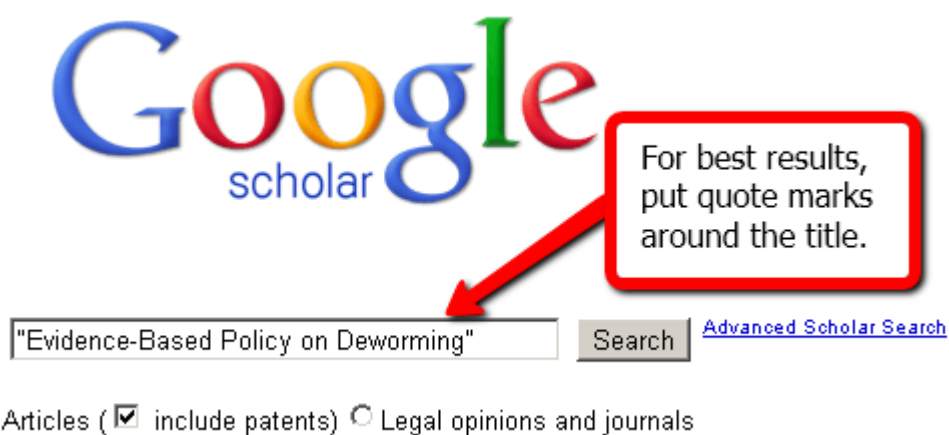 Google
scholar
For best results,
put quote marks
around the title.
"Evidence-Based Policy on Deworming"
Search
Advanced Scholar Search
Articles ( include patents) Legal opinions and journals